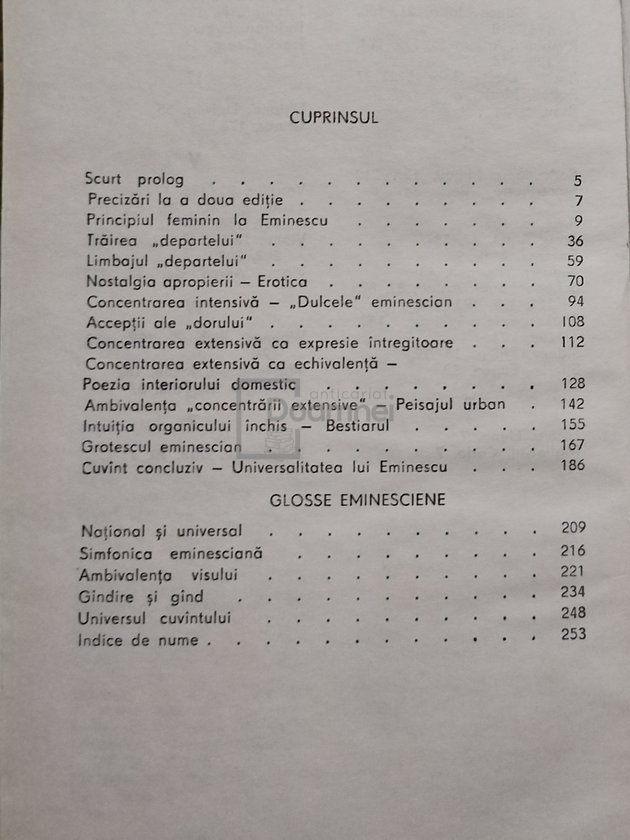 CUPRINSUL
Scurt prolog . . . . . . . . . . . . 5
Precizări la a doua ediție . . . . . . . . . 7
Principiul feminin la Eminescu . . . . . . . 9
Trăirea „departelui“ . . . . . . . . . . 36
Limbajul „departelui“ . . . . . . . . . . 59
Nostalgia apropierii – Erotica . . . . . . . . 70
Concentrarea intensivă – „Dulcele“ eminescian . . . 94
Accepții ale „dorului“ . . . . . . . . . . 108
Concentrarea extensivă ca expresie întregitoare . . . 112
Concentrarea extensivă ca echivalență –
Poezia interiorului domestic . . . . . . . . 128
Ambivalența „concentrării extensive“ – Peisajul urban . 142
Intuiția organicului închis – Bestiarul . . . . . 155
Grotescul eminescian . . . . . . . . . . 167
Cuvînt concluziv – Universalitatea lui Eminescu . . . 186
anticariat
Doamnei
GLOSSE EMINESCIENE
Național și universal . . . . . . . . . . 209
Simfonica eminesciană . . . . . . . . . 216
Ambivalența visului . . . . . . . . . . 221
Gîndire și gînd . . . . . . . . . . . 234
Universul cuvîntului . . . . . . . . . . 248
Indice de nume . . . . . . . . . . . . 253